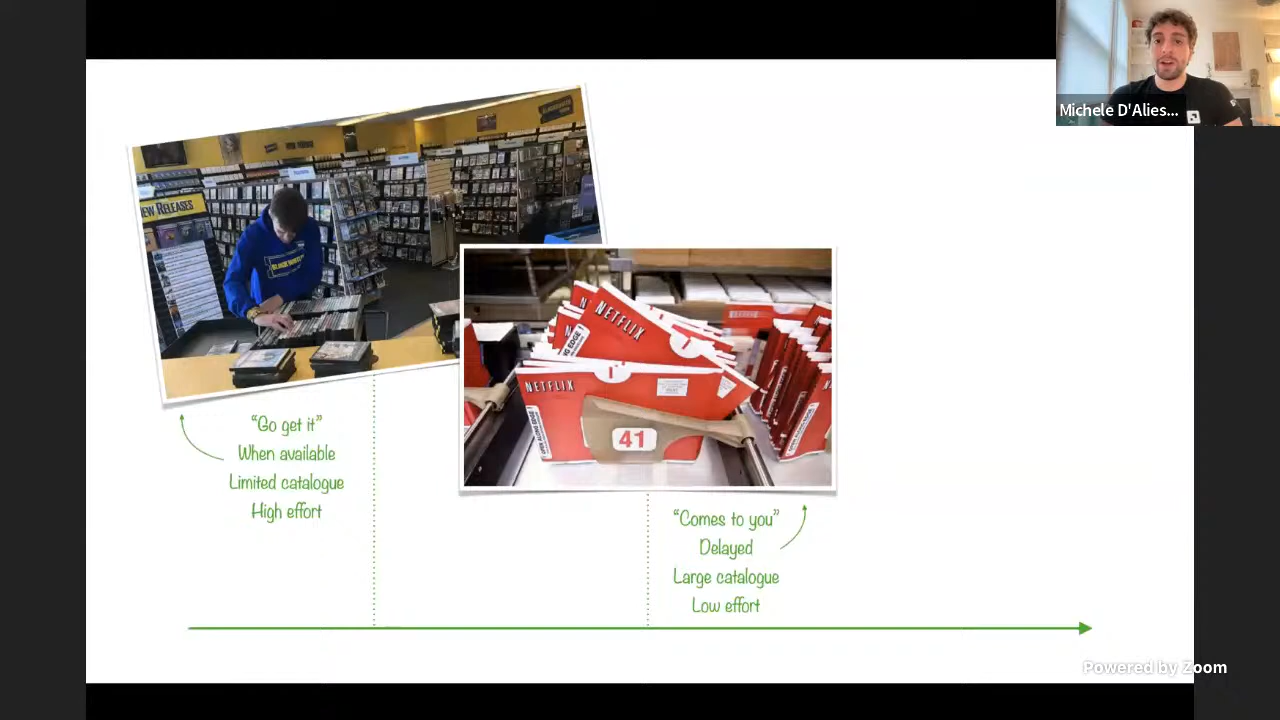 Michele D'Alies...
NEW RELEASES
NETFLIX
NETFLIX
41
“Go get it”
When available
Limited catalogue
High effort
“Comes to you”
Delayed
Large catalogue
Low effort
Powered by Zoom